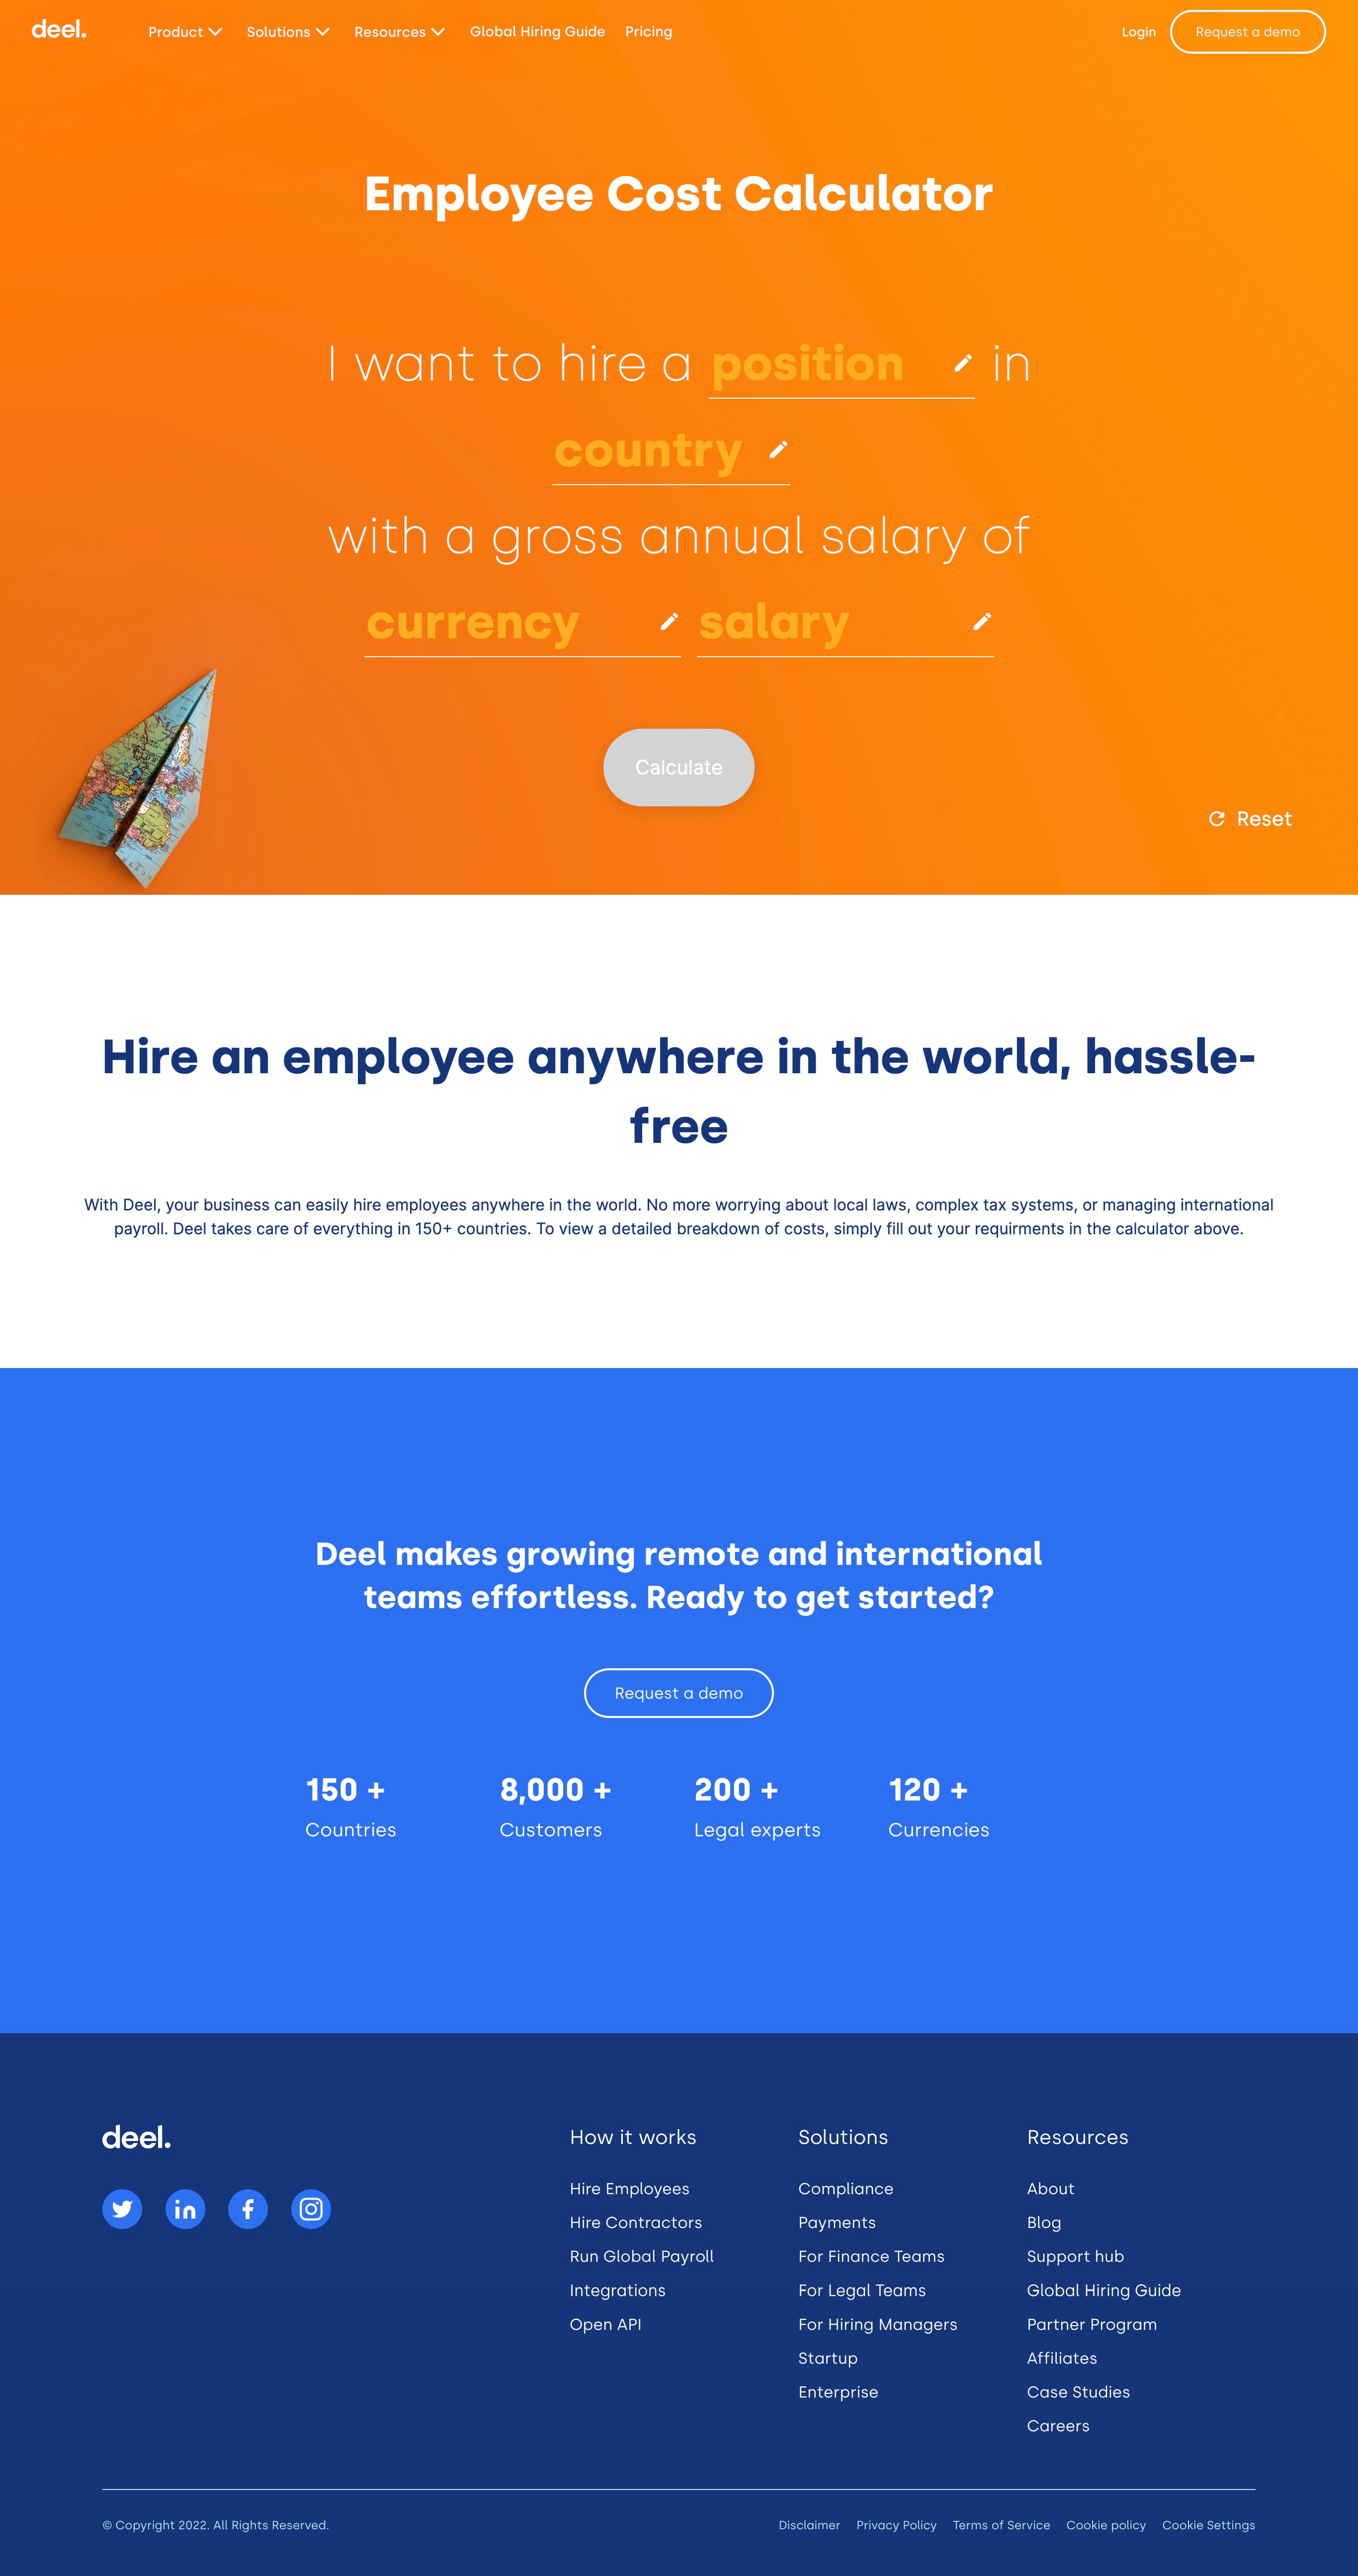 deel.
Product
Solutions
Resources
Global Hiring Guide
Pricing
Login
Request a demo
Employee Cost Calculator
I want to hire a position in
country
with a gross annual salary of
currency salary
Calculate
Reset
Hire an employee anywhere in the world, hassle-
free
With Deel, your business can easily hire employees anywhere in the world. No more worrying about local laws, complex tax systems, or managing international
payroll. Deel takes care of everything in 150+ countries. To view a detailed breakdown of costs, simply fill out your requirments in the calculator above.
Deel makes growing remote and international
teams effortless. Ready to get started?
Request a demo
150 +
Countries
8,000 +
Customers
200 +
Legal experts
120 +
Currencies
deel.
How it works
Hire Employees
Hire Contractors
Run Global Payroll
Integrations
Open API
Solutions
Compliance
Payments
For Finance Teams
For Legal Teams
For Hiring Managers
Startup
Enterprise
Resources
About
Blog
Support hub
Global Hiring Guide
Partner Program
Affiliates
Case Studies
Careers
© Copyright 2022. All Rights Reserved.
Disclaimer
Privacy Policy
Terms of Service
Cookie policy
Cookie Settings